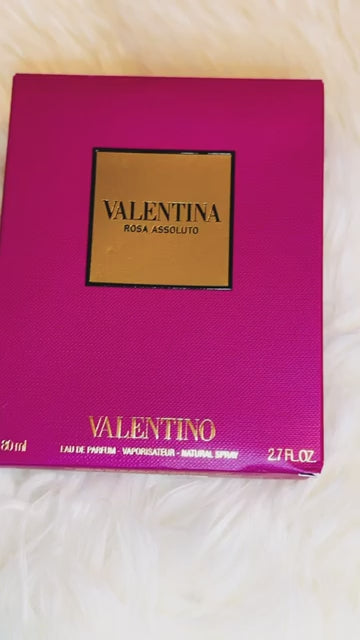 VALENTINA
ROSA ASSOLUTO
VALENTINO
80 ml EAU DE PARFUM - VAPORISATEUR - NATURAL SPRAY 2.7 FL.OZ.